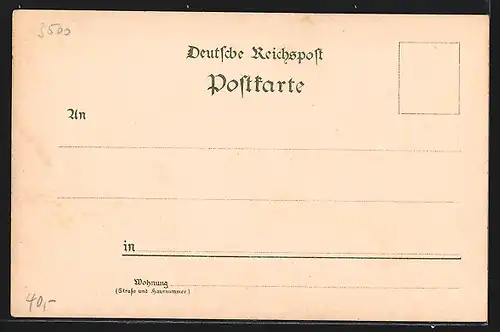 3500
Deutsche Reichspost
Postkarte
An
in
Wohnung
(Straße und Hausnummer)
40,-